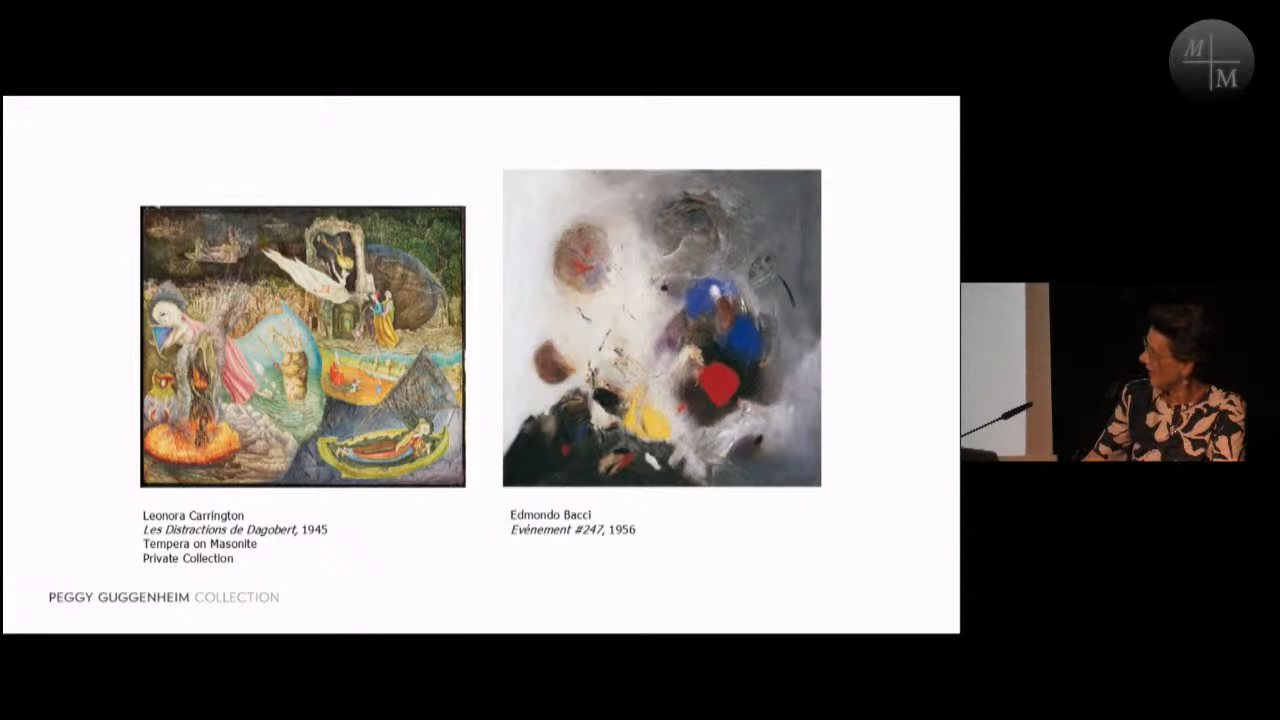 M
M
Leonora Carrington
Les Distractions de Dagobert, 1945
Tempera on Masonite
Private Collection
Edmondo Bacci
Evénement #247, 1956
PEGGY GUGGENHEIM COLLECTION